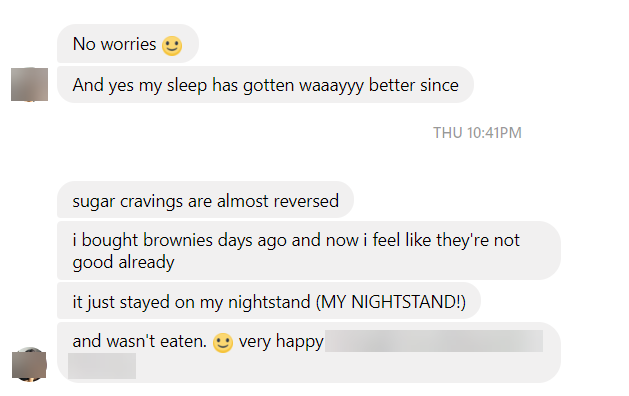 No worries 🙂
And yes my sleep has gotten waaayyy better since
THU 10:41PM
sugar cravings are almost reversed
i bought brownies days ago and now i feel like they're not
good already
it just stayed on my nightstand (MY NIGHTSTAND!)
and wasn't eaten. 🙂 very happy